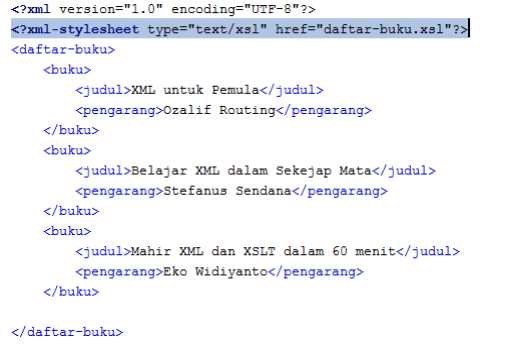 <?xml version="1.0" encoding="UTF-8"?>
<?xml-stylesheet type="text/xsl" href="daftar-buku.xsl"?>
<daftar-buku>
    <buku>
        <judul>XML untuk Pemula</judul>
        <pengarang>Ozalif Routing</pengarang>
    </buku>
    <buku>
        <judul>Belajar XML dalam Sekejap Mata</judul>
        <pengarang>Stefanus Sendana</pengarang>
    </buku>
    <buku>
        <judul>Mahir XML dan XSLT dalam 60 menit</judul>
        <pengarang>Eko Widiyanto</pengarang>
    </buku>

</daftar-buku>